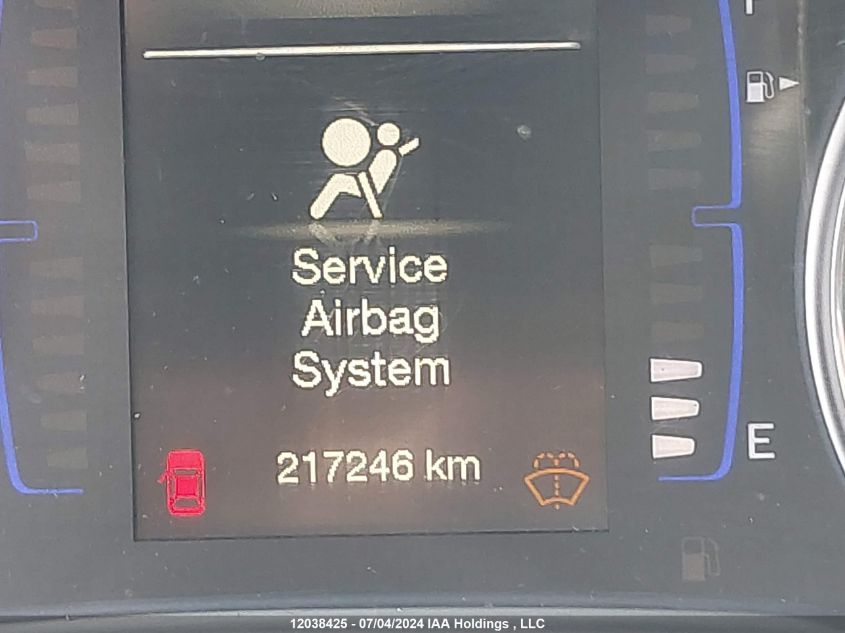 Service
Airbag
System
217246 km
E
12038425 - 07/04/2024 IAA Holdings , LLC